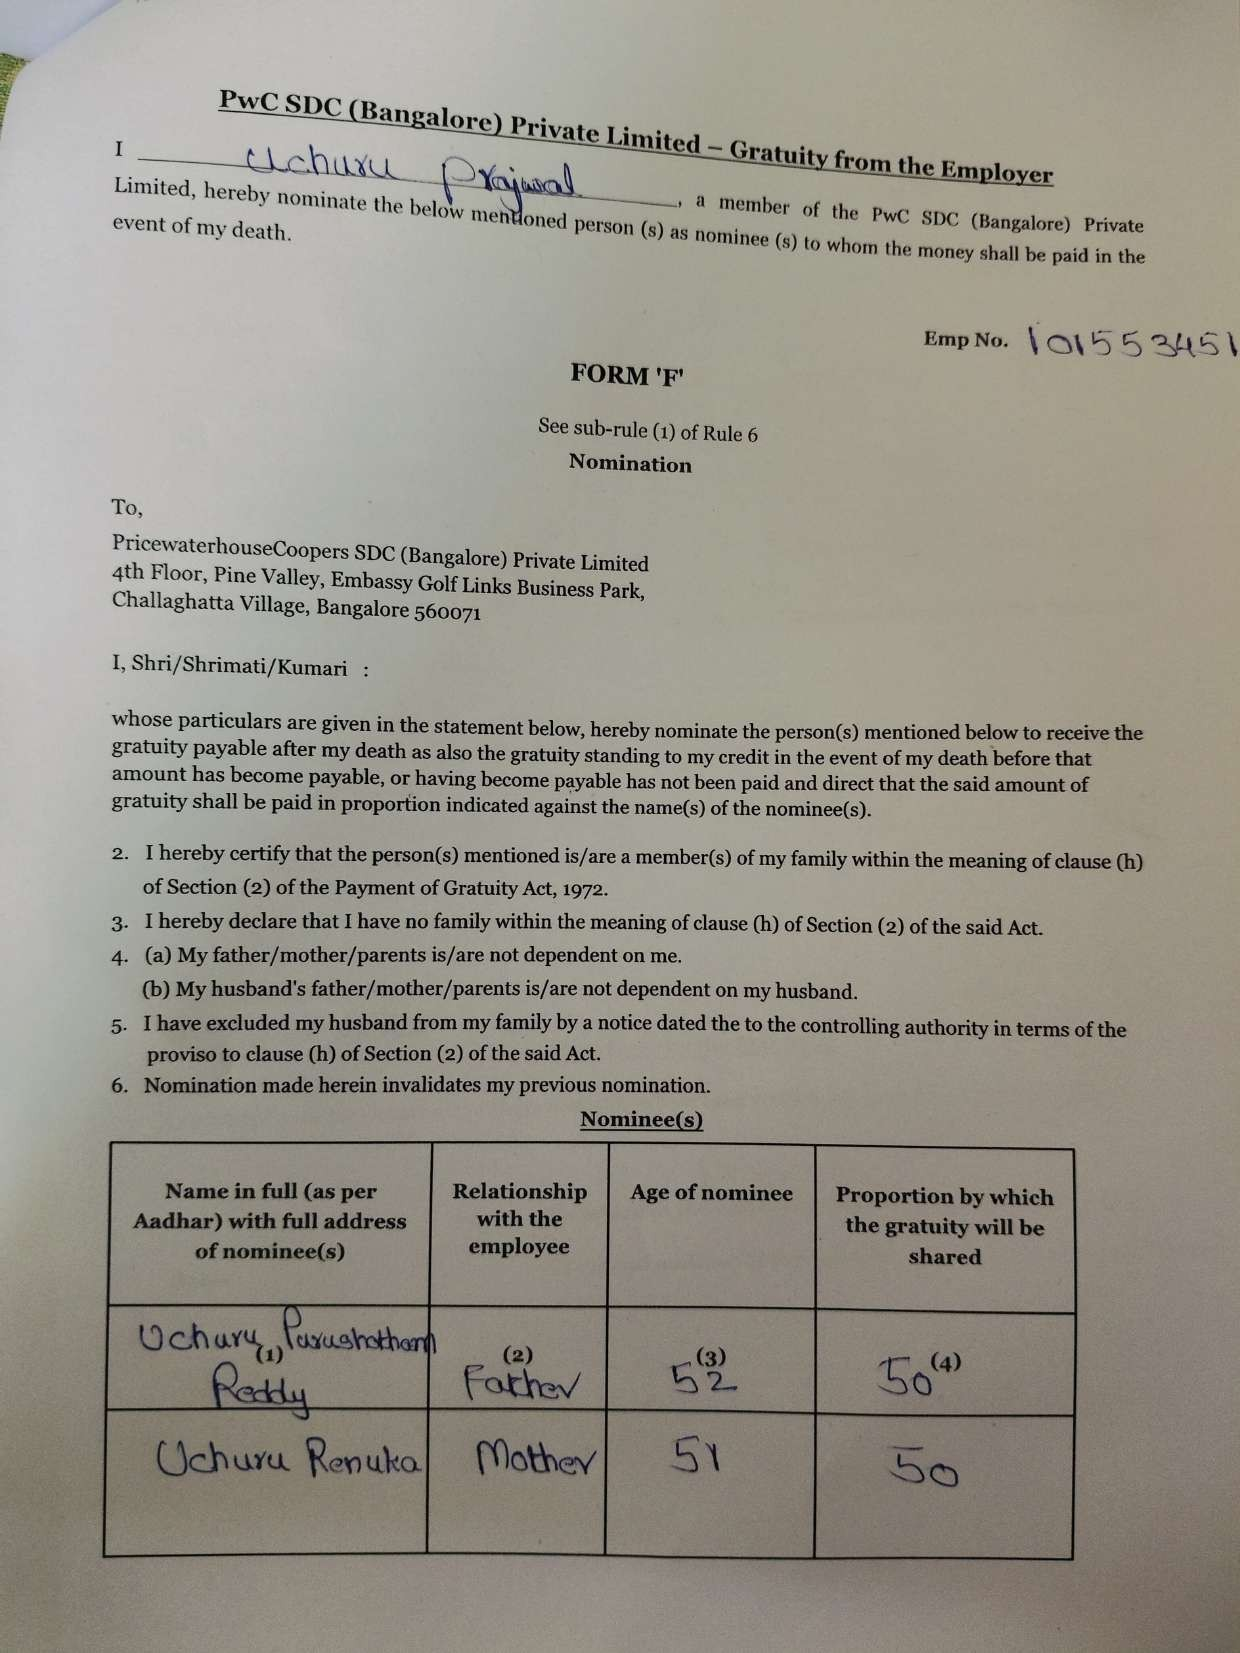 PwC SDC (Bangalore) Private Limited – Gratuity from the Employer
I Uchuru Prajwal, a member of the PwC SDC (Bangalore) Private
Limited, hereby nominate the below mentioned person (s) as nominee (s) to whom the money shall be paid in the
event of my death.
Emp No. 101553451
FORM 'F'
See sub-rule (1) of Rule 6
Nomination
To,
PricewaterhouseCoopers SDC (Bangalore) Private Limited
4th Floor, Pine Valley, Embassy Golf Links Business Park,
Challaghatta Village, Bangalore 560071
I, Shri/Shrimati/Kumari :
whose particulars are given in the statement below, hereby nominate the person(s) mentioned below to receive the
gratuity payable after my death as also the gratuity standing to my credit in the event of my death before that
amount has become payable, or having become payable has not been paid and direct that the said amount of
gratuity shall be paid in proportion indicated against the name(s) of the nominee(s).
2. I hereby certify that the person(s) mentioned is/are a member(s) of my family within the meaning of clause (h)
of Section (2) of the Payment of Gratuity Act, 1972.
3. I hereby declare that I have no family within the meaning of clause (h) of Section (2) of the said Act.
4. (a) My father/mother/parents is/are not dependent on me.
(b) My husband's father/mother/parents is/are not dependent on my husband.
5. I have excluded my husband from my family by a notice dated the to the controlling authority in terms of the
proviso to clause (h) of Section (2) of the said Act.
6. Nomination made herein invalidates my previous nomination.
Nominee(s)
Name in full (as per
Aadhar) with full address
of nominee(s)
Relationship
with the
employee
Age of nominee
Proportion by which
the gratuity will be
shared
Uchuru Purushotham
(1)
Reddy
(2)
Father
(3)
52
(4)
50
Uchuru Renuka
Mother
51
50